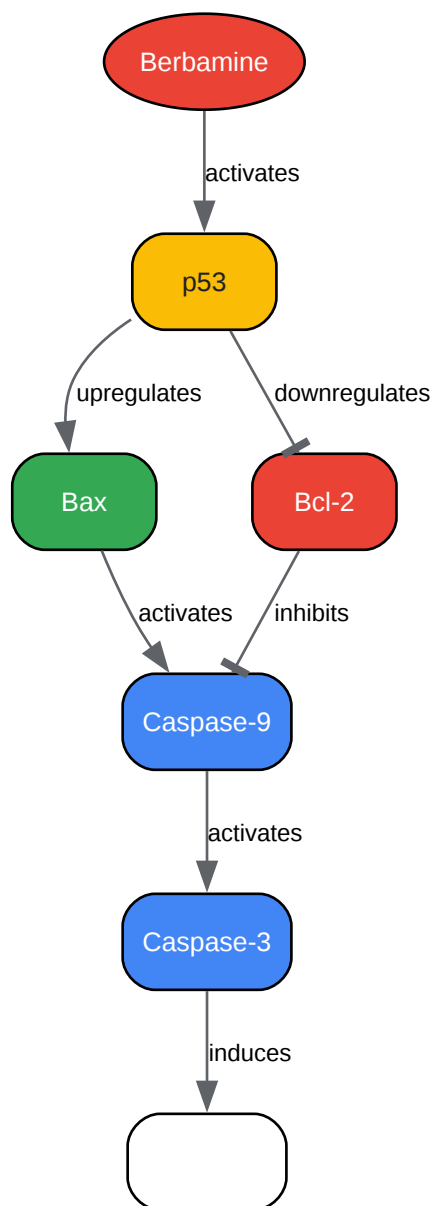 Berbamine
activates
p53
upregulates
downregulates
Bax
Bcl-2
activates
inhibits
Caspase-9
activates
Caspase-3
induces